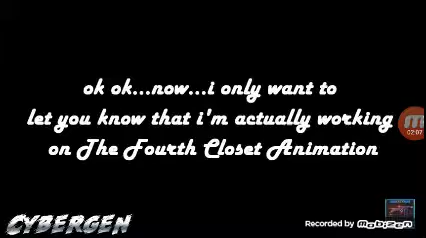 ok ok...now...i only want to
let you know that i'm actually working
on The Fourth Closet Animation
02:07
CYBERGEN
Recorded by Mobizen